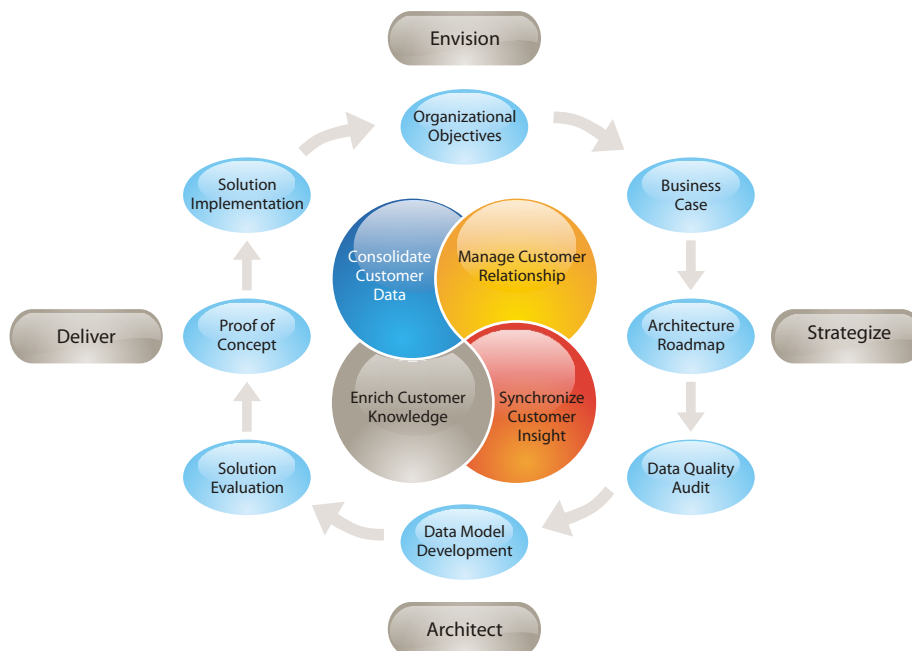 Envision
Organizational
Objectives
Solution
Implementation
Business
Case
Consolidate
Customer
Data
Manage Customer
Relationship
Deliver
Proof of
Concept
Architecture
Roadmap
Strategize
Enrich Customer
Knowledge
Synchronize
Customer
Insight
Solution
Evaluation
Data Quality
Audit
Data Model
Development
Architect